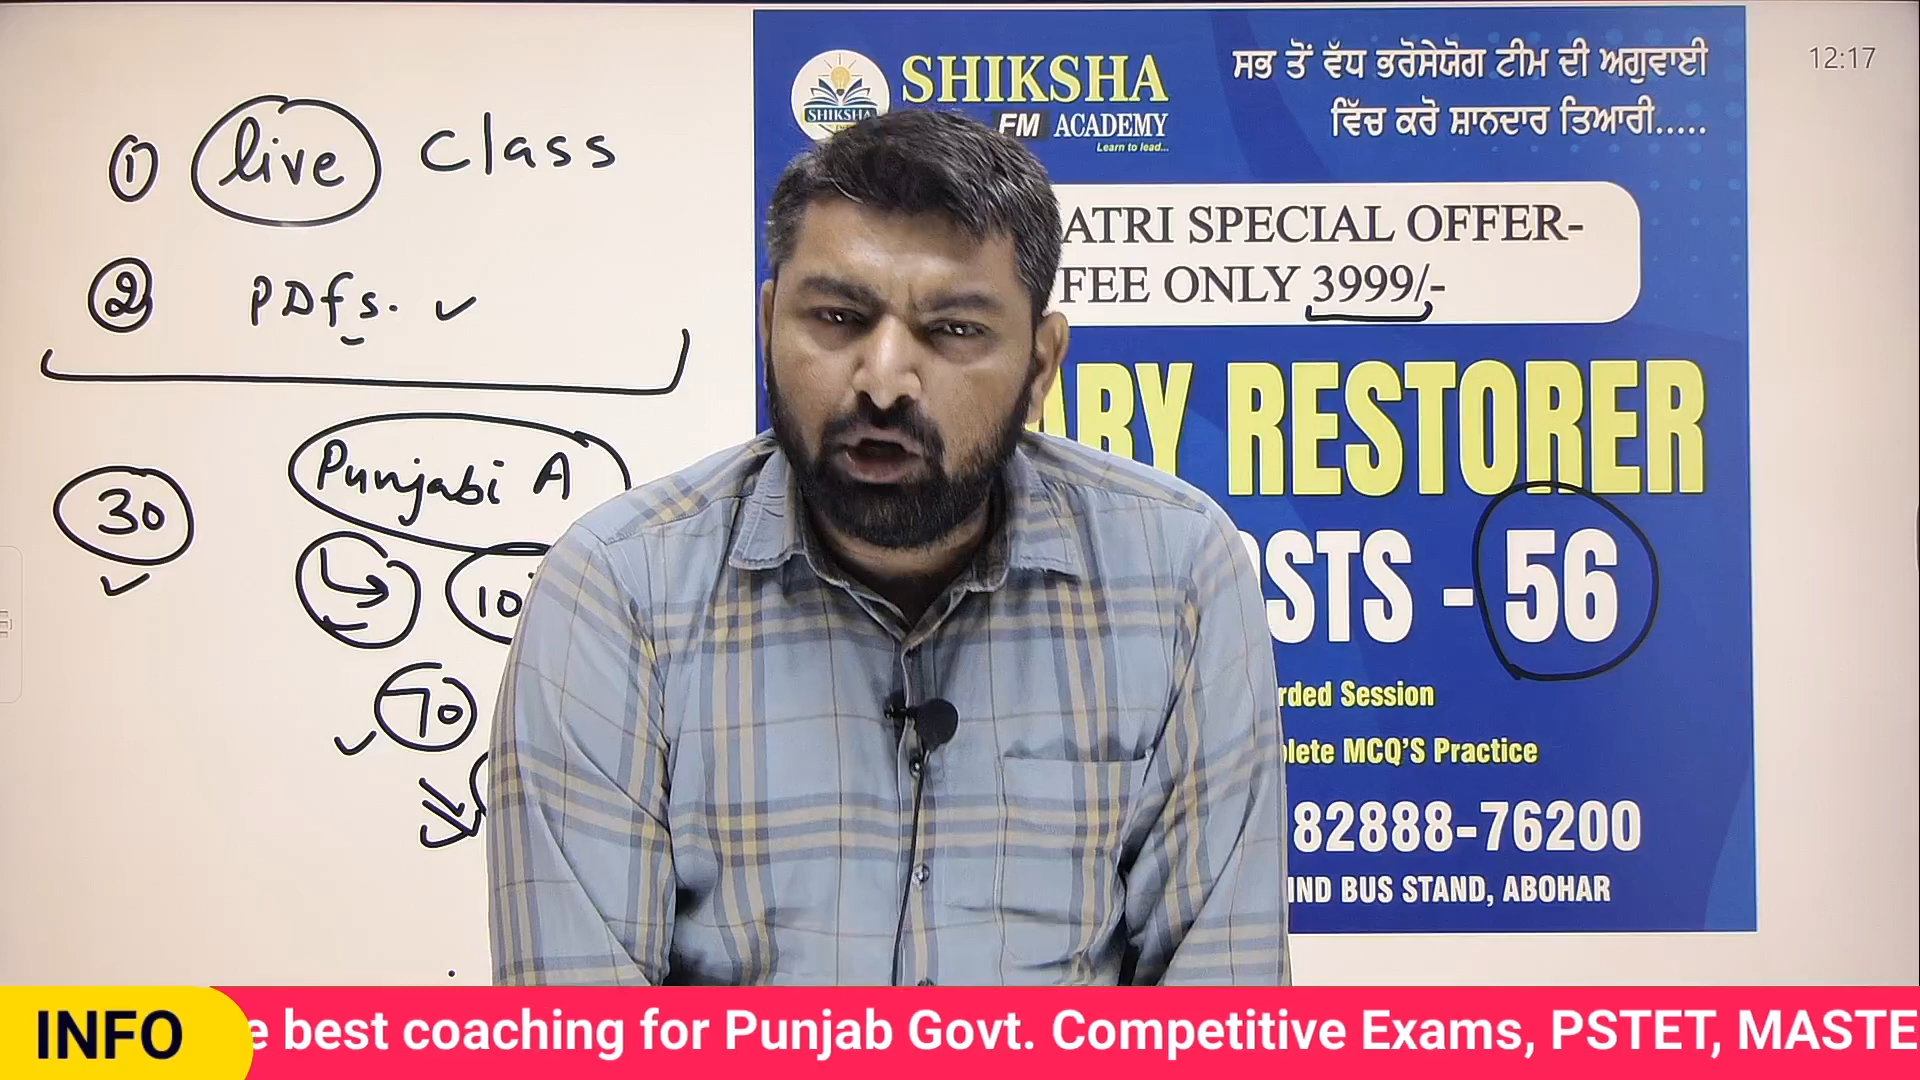 ① live class
② PDfs.
Punjabi A
30
10
70
SHIKSHA
SHIKSHA
FM ACADEMY
Learn to lead...
ਸਭ ਤੋਂ ਵੱਧ ਭਰੋਸੇਯੋਗ ਟੀਮ ਦੀ ਅਗੁਵਾਈ
ਵਿੱਚ ਕਰੋ ਸ਼ਾਨਦਾਰ ਤਿਆਰੀ.....
12:17
ATRI SPECIAL OFFER-
FEE ONLY 3999/-
ARY RESTORER
STS - 56
rded Session
lete MCQ'S Practice
82888-76200
IND BUS STAND, ABOHAR
INFO
e best coaching for Punjab Govt. Competitive Exams, PSTET, MASTE